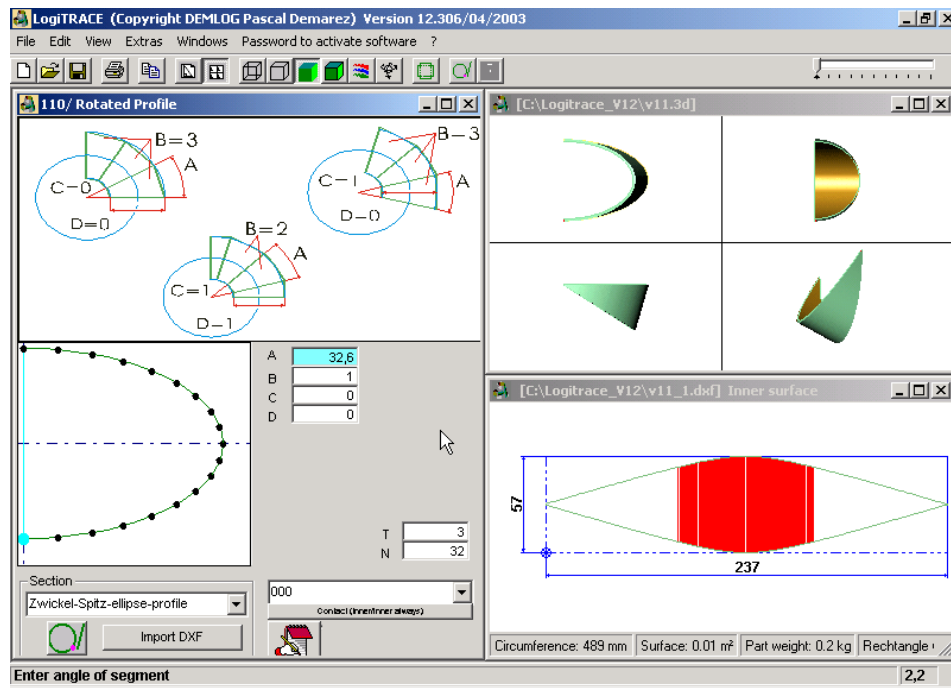 LogiTRACE (Copyright DEMLOG Pascal Demarez) Version 12.306/04/2003
File Edit View Extras Windows Password to activate software ?
110/ Rotated Profile
B=3
A
C=0
D=0
B=3
A
C=1
D=0
B=2
A
C=1
D=1
A 32,6
B 1
C 0
D 0
T 3
N 32
Section
Zwickel-Spitz-ellipse-profile
Import DXF
000
Contact (Inner/Inner always)
[C:\Logitrace_V12\v11.3d]
[C:\Logitrace_V12\v11_1.dxf] Inner surface
57
237
Circumference: 489 mm Surface: 0.01 m² Part weight: 0.2 kg Rechtangle
Enter angle of segment 2,2